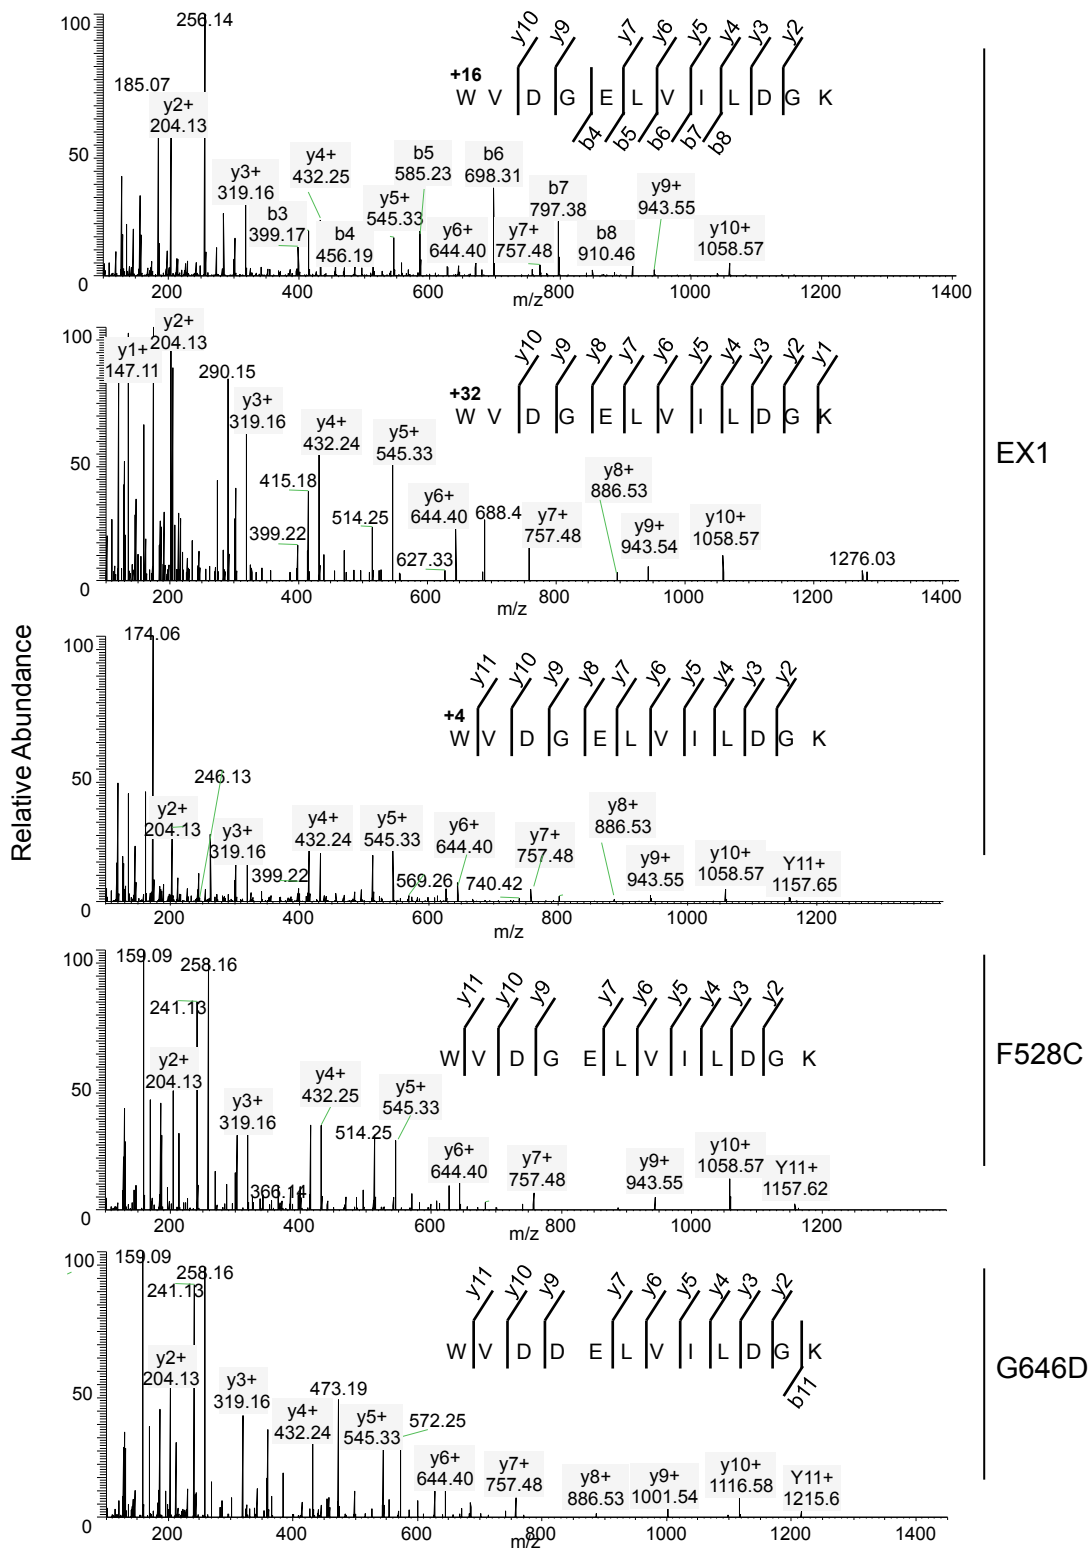 Relative Abundance
100
50
0
256.14
185.07
y2+
204.13
y3+
319.16
b3
399.17
y4+
432.25
b4
456.19
y5+
545.33
b5
585.23
y6+
644.40
b6
698.31
y7+
757.48
b7
797.38
b8
910.46
y9+
943.55
y10+
1058.57
y10 y9 y7 y6 y5 y4 y3 y2
+16
W V D G E L V I L D G K
b4 b5 b6 b7 b8
200 400 600 800 1000 1200 1400
m/z
100
50
0
y1+
147.11
y2+
204.13
290.15
y3+
319.16
y4+
432.24
415.18
399.22
y5+
545.33
514.25
627.33
y6+
644.40
688.4
y7+
757.48
y8+
886.53
y9+
943.54
y10+
1058.57
1276.03
y10 y9 y8 y7 y6 y5 y4 y3 y2 y1
+32
W V D G E L V I L D G K
200 400 600 800 1000 1200 1400
m/z
EX1
100
50
0
174.06
246.13
y2+
204.13
y3+
319.16
399.22
y4+
432.24
y5+
545.33
569.26
y6+
644.40
740.42
y7+
757.48
y8+
886.53
y9+
943.55
y10+
1058.57
Y11+
1157.65
y11 y10 y9 y8 y7 y6 y5 y4 y3 y2
+4
W V D G E L V I L D G K
200 400 600 800 1000 1200
m/z
100
50
0
159.09
258.16
241.13
y2+
204.13
y3+
319.16
366.14
y4+
432.25
514.25
y5+
545.33
y6+
644.40
y7+
757.48
y9+
943.55
y10+
1058.57
Y11+
1157.62
y11 y10 y9 y7 y6 y5 y4 y3 y2
W V D G E L V I L D G K
200 400 600 800 1000 1200
m/z
F528C
100
50
0
159.09
258.16
241.13
y2+
204.13
y3+
319.16
473.19
y4+
432.24
y5+
545.33
572.25
y6+
644.40
y7+
757.48
y8+
886.53
y9+
1001.54
y10+
1116.58
Y11+
1215.6
y11 y10 y9 y7 y6 y5 y4 y3 y2
W V D D E L V I L D G K
b11
200 400 600 800 1000 1200 1400
m/z
G646D